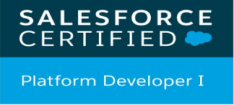 SALESFORCE
CERTIFIED
Platform Developer I